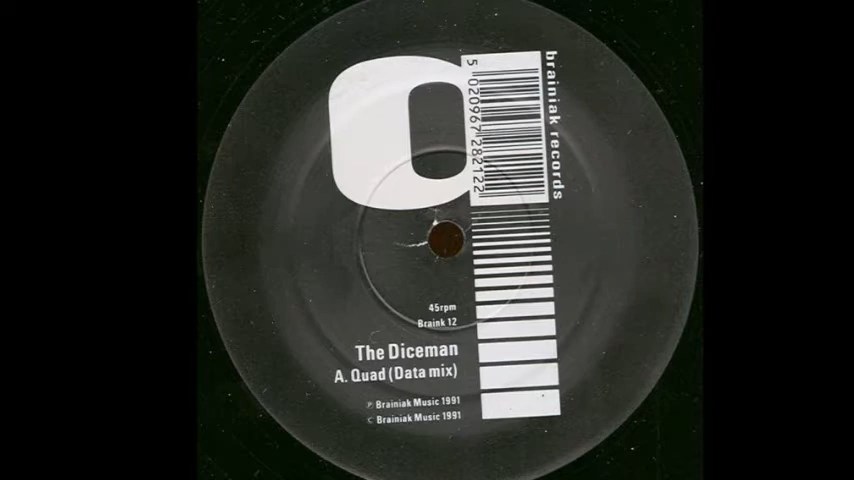 brainiak records
5 020967 282122
45rpm
Braink 12
The Diceman
A. Quad (Data mix)
℗ Brainiak Music 1991
© Brainiak Music 1991